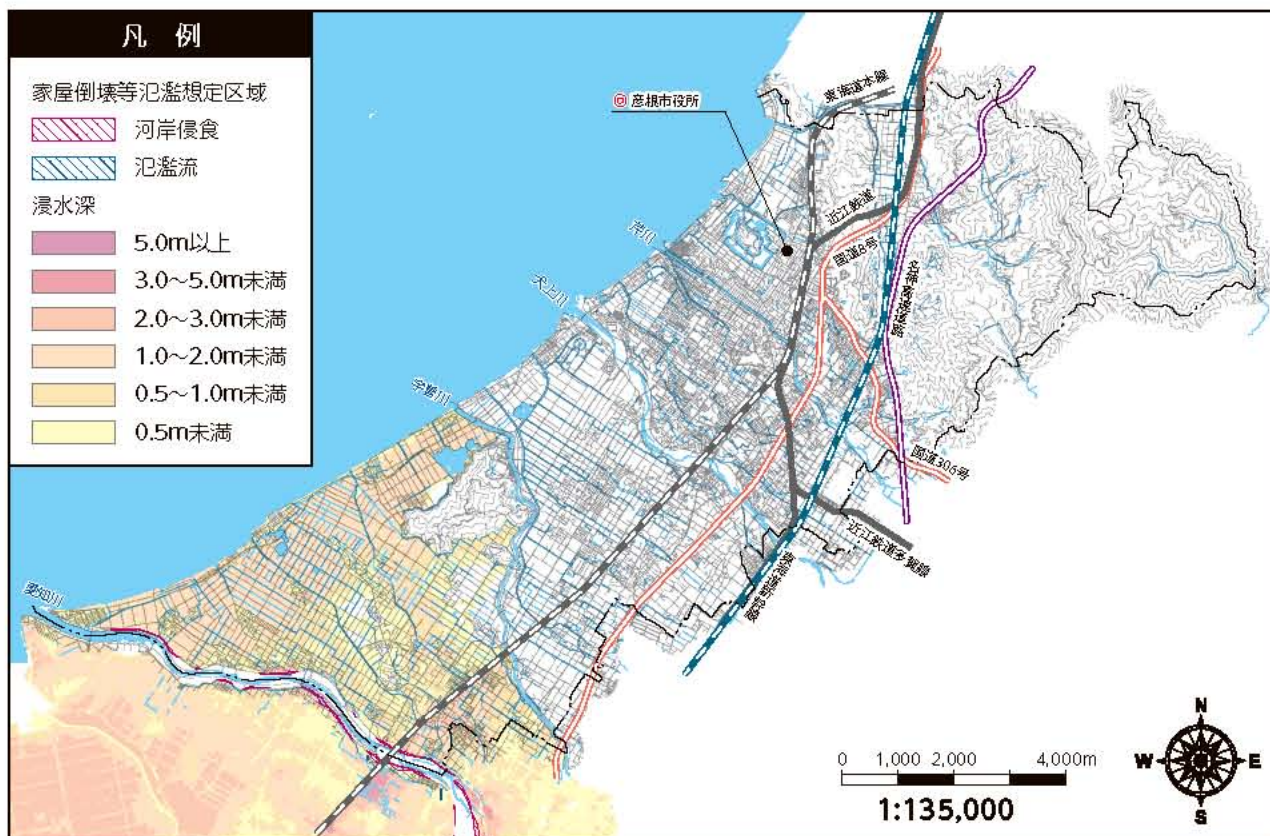 凡 例
家屋倒壊等氾濫想定区域
河岸侵食
氾濫流
浸水深
5.0m以上
3.0〜5.0m未満
2.0〜3.0m未満
1.0〜2.0m未満
0.5〜1.0m未満
0.5m未満
東海道本線
彦根市役所
近江鉄道
国道8号
芹川
名神高速道路
犬上川
宇曽川
国道306号
近江鉄道多賀線
東海道新幹線
愛知川
N
W
E
S
0 1,000 2,000 4,000m
1:135,000